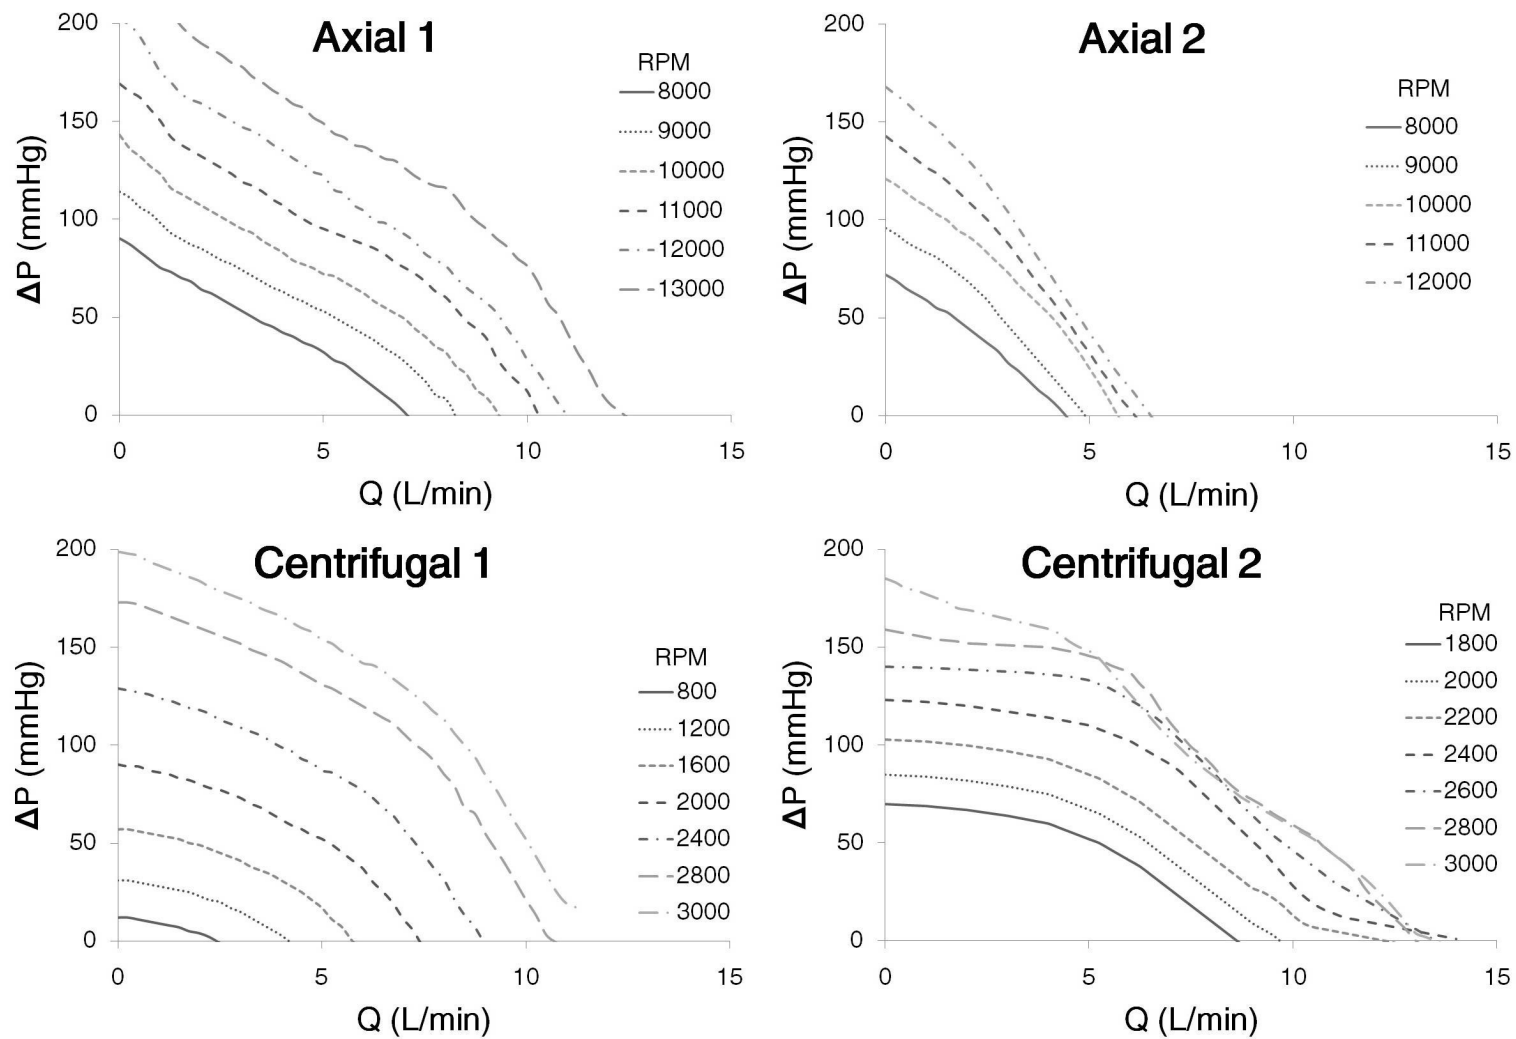 Axial 1
200
150
100
50
0
ΔP (mmHg)
0 5 10 15
Q (L/min)
RPM
8000
9000
10000
11000
12000
13000
Axial 2
200
150
100
50
0
ΔP (mmHg)
0 5 10 15
Q (L/min)
RPM
8000
9000
10000
11000
12000
Centrifugal 1
200
150
100
50
0
ΔP (mmHg)
0 5 10 15
Q (L/min)
RPM
800
1200
1600
2000
2400
2800
3000
Centrifugal 2
200
150
100
50
0
ΔP (mmHg)
0 5 10 15
Q (L/min)
RPM
1800
2000
2200
2400
2600
2800
3000